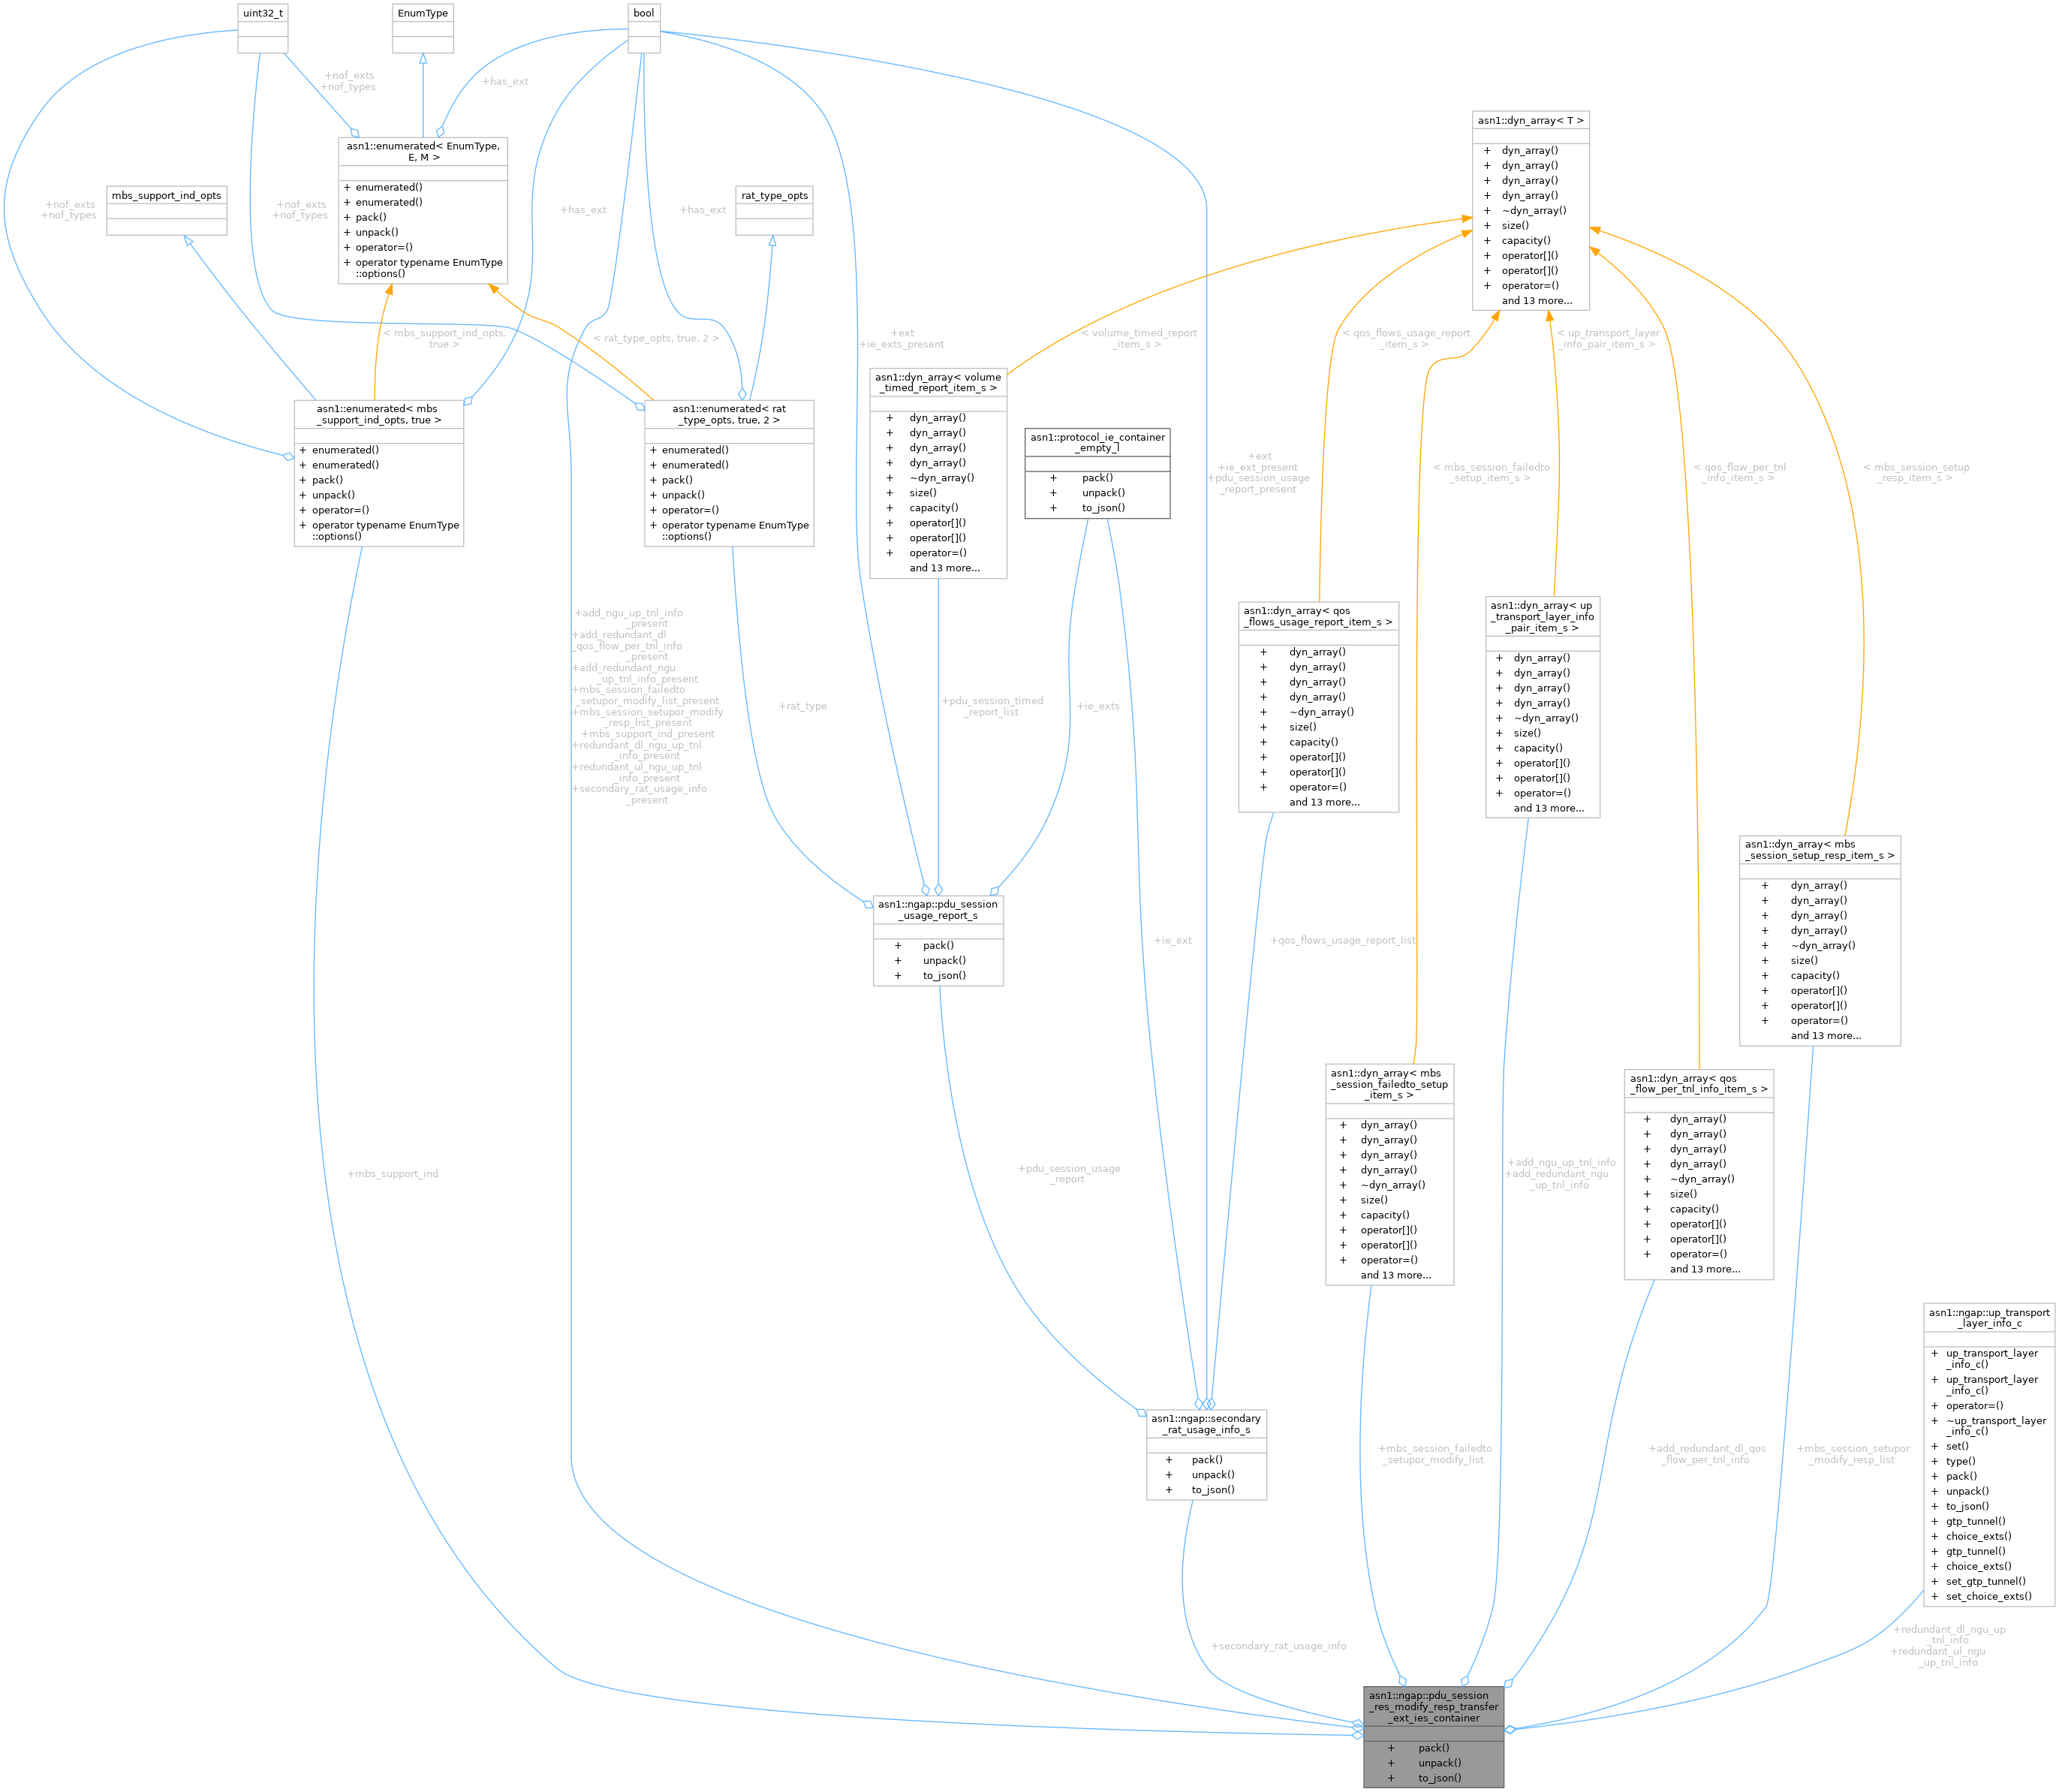 uint32_t
EnumType
bool
+nof_exts
+nof_types
+has_ext
asn1::dyn_array< T >
+ dyn_array()
+ dyn_array()
+ dyn_array()
+ dyn_array()
+ ~dyn_array()
+ size()
+ capacity()
+ operator[]()
+ operator[]()
+ operator=()
and 13 more...
asn1::enumerated< EnumType,
E, M >
+ enumerated()
+ enumerated()
+ pack()
+ unpack()
+ operator=()
+ operator typename EnumType
::options()
mbs_support_ind_opts
rat_type_opts
+nof_exts
+nof_types
+nof_exts
+nof_types
+has_ext
+has_ext
< mbs_support_ind_opts,
true >
< rat_type_opts, true, 2 >
+ext
+ie_exts_present
< volume_timed_report
_item_s >
< qos_flows_usage_report
_item_s >
< up_transport_layer
_info_pair_item_s >
asn1::enumerated< mbs
_support_ind_opts, true >
+ enumerated()
+ enumerated()
+ pack()
+ unpack()
+ operator=()
+ operator typename EnumType
::options()
asn1::enumerated< rat
_type_opts, true, 2 >
+ enumerated()
+ enumerated()
+ pack()
+ unpack()
+ operator=()
+ operator typename EnumType
::options()
asn1::dyn_array< volume
_timed_report_item_s >
+ dyn_array()
+ dyn_array()
+ dyn_array()
+ dyn_array()
+ ~dyn_array()
+ size()
+ capacity()
+ operator[]()
+ operator[]()
+ operator=()
and 13 more...
asn1::protocol_ie_container
_empty_l
+ pack()
+ unpack()
+ to_json()
+ext
+ie_ext_present
+pdu_session_usage
_report_present
< mbs_session_failedto
_setup_item_s >
< qos_flow_per_tnl
_info_item_s >
< mbs_session_setup
_resp_item_s >
+add_ngu_up_tnl_info
_present
+add_redundant_dl
_qos_flow_per_tnl_info
_present
+add_redundant_ngu
_up_tnl_info_present
+mbs_session_failedto
_setupor_modify_list_present
+mbs_session_setupor_modify
_resp_list_present
+mbs_support_ind_present
+redundant_dl_ngu_up_tnl
_info_present
+redundant_ul_ngu_up_tnl
_info_present
+secondary_rat_usage_info
_present
+rat_type
+pdu_session_timed
_report_list
+ie_exts
asn1::dyn_array< qos
_flows_usage_report_item_s >
+ dyn_array()
+ dyn_array()
+ dyn_array()
+ dyn_array()
+ ~dyn_array()
+ size()
+ capacity()
+ operator[]()
+ operator[]()
+ operator=()
and 13 more...
asn1::dyn_array< up
_transport_layer_info
_pair_item_s >
+ dyn_array()
+ dyn_array()
+ dyn_array()
+ dyn_array()
+ ~dyn_array()
+ size()
+ capacity()
+ operator[]()
+ operator[]()
+ operator=()
and 13 more...
asn1::dyn_array< mbs
_session_setup_resp_item_s >
+ dyn_array()
+ dyn_array()
+ dyn_array()
+ dyn_array()
+ ~dyn_array()
+ size()
+ capacity()
+ operator[]()
+ operator[]()
+ operator=()
and 13 more...
asn1::ngap::pdu_session
_usage_report_s
+ pack()
+ unpack()
+ to_json()
+ie_ext
+qos_flows_usage_report_list
asn1::dyn_array< mbs
_session_failedto_setup
_item_s >
+ dyn_array()
+ dyn_array()
+ dyn_array()
+ dyn_array()
+ ~dyn_array()
+ size()
+ capacity()
+ operator[]()
+ operator[]()
+ operator=()
and 13 more...
asn1::dyn_array< qos
_flow_per_tnl_info_item_s >
+ dyn_array()
+ dyn_array()
+ dyn_array()
+ dyn_array()
+ ~dyn_array()
+ size()
+ capacity()
+ operator[]()
+ operator[]()
+ operator=()
and 13 more...
+mbs_support_ind
+pdu_session_usage
_report
+add_ngu_up_tnl_info
+add_redundant_ngu
_up_tnl_info
asn1::ngap::up_transport
_layer_info_c
+ up_transport_layer
_info_c()
+ up_transport_layer
_info_c()
+ operator=()
+ ~up_transport_layer
_info_c()
+ set()
+ type()
+ pack()
+ unpack()
+ to_json()
+ gtp_tunnel()
+ choice_exts()
+ gtp_tunnel()
+ choice_exts()
+ set_gtp_tunnel()
+ set_choice_exts()
asn1::ngap::secondary
_rat_usage_info_s
+ pack()
+ unpack()
+ to_json()
+mbs_session_failedto
_setupor_modify_list
+add_redundant_dl_qos
_flow_per_tnl_info
+mbs_session_setupor
_modify_resp_list
+secondary_rat_usage_info
+redundant_dl_ngu_up
_tnl_info
+redundant_ul_ngu
_up_tnl_info
asn1::ngap::pdu_session
_res_modify_resp_transfer
_ext_ies_container
+ pack()
+ unpack()
+ to_json()